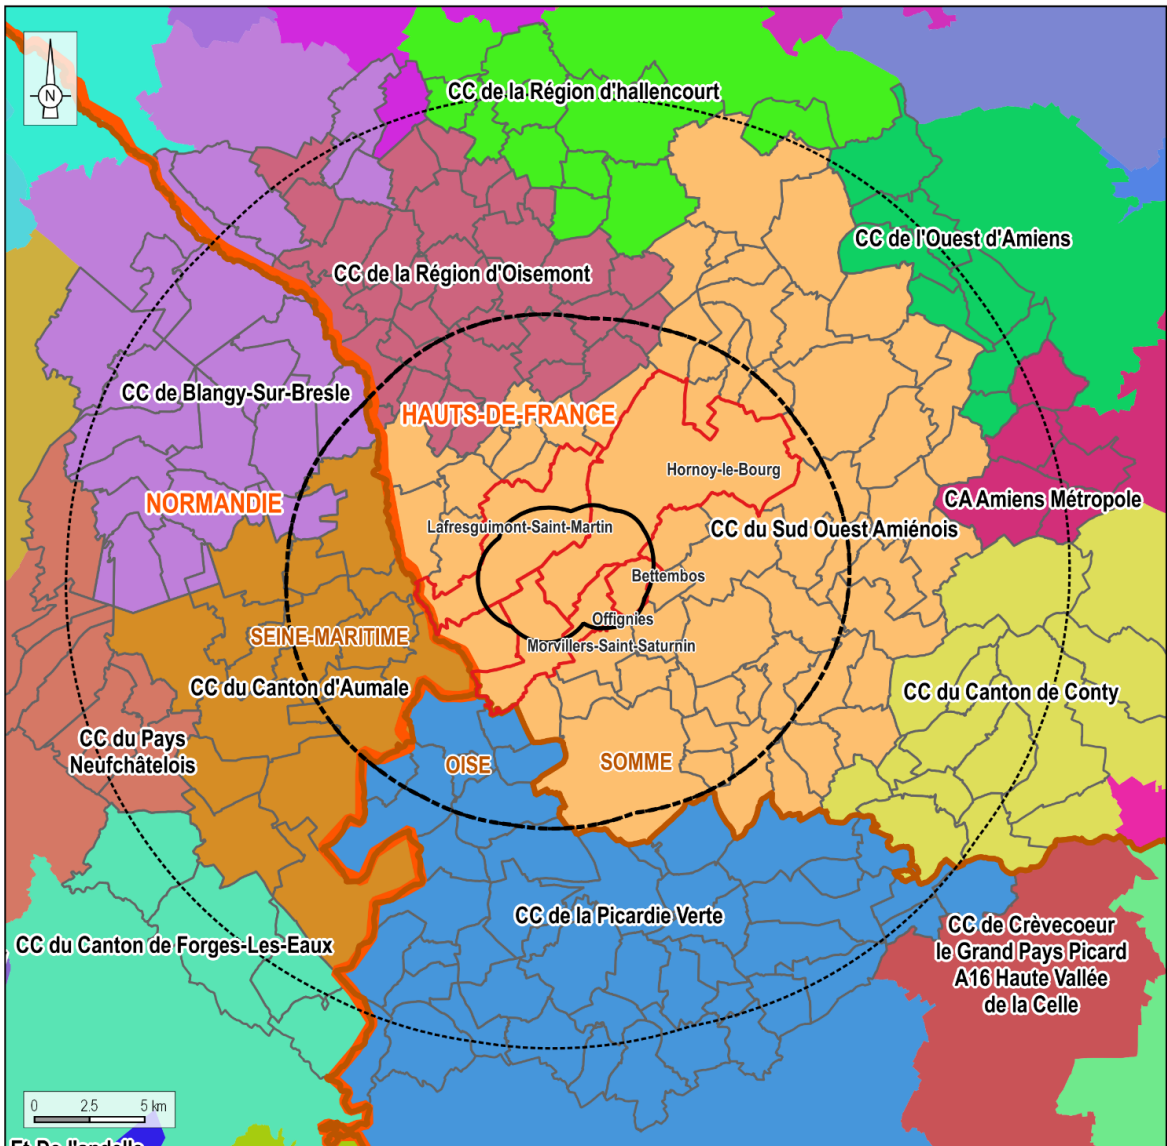 N
CC de la Région d'hallencourt
CC de l'Ouest d'Amiens
CC de la Région d'Oisemont
CC de Blangy-Sur-Bresle
HAUTS-DE-FRANCE
Hornoy-le-Bourg
NORMANDIE
CA Amiens Métropole
Lafresguimont-Saint-Martin
CC du Sud Ouest Amiénois
Bettembos
Offignies
SEINE-MARITIME
Morvillers-Saint-Saturnin
CC du Canton d'Aumale
CC du Canton de Conty
CC du Pays
Neufchâtelois
OISE
SOMME
CC de la Picardie Verte
CC de Crèvecoeur
le Grand Pays Picard
A16 Haute Vallée
de la Celle
CC du Canton de Forges-Les-Eaux
0 2.5 5 km
Et De l'andelle